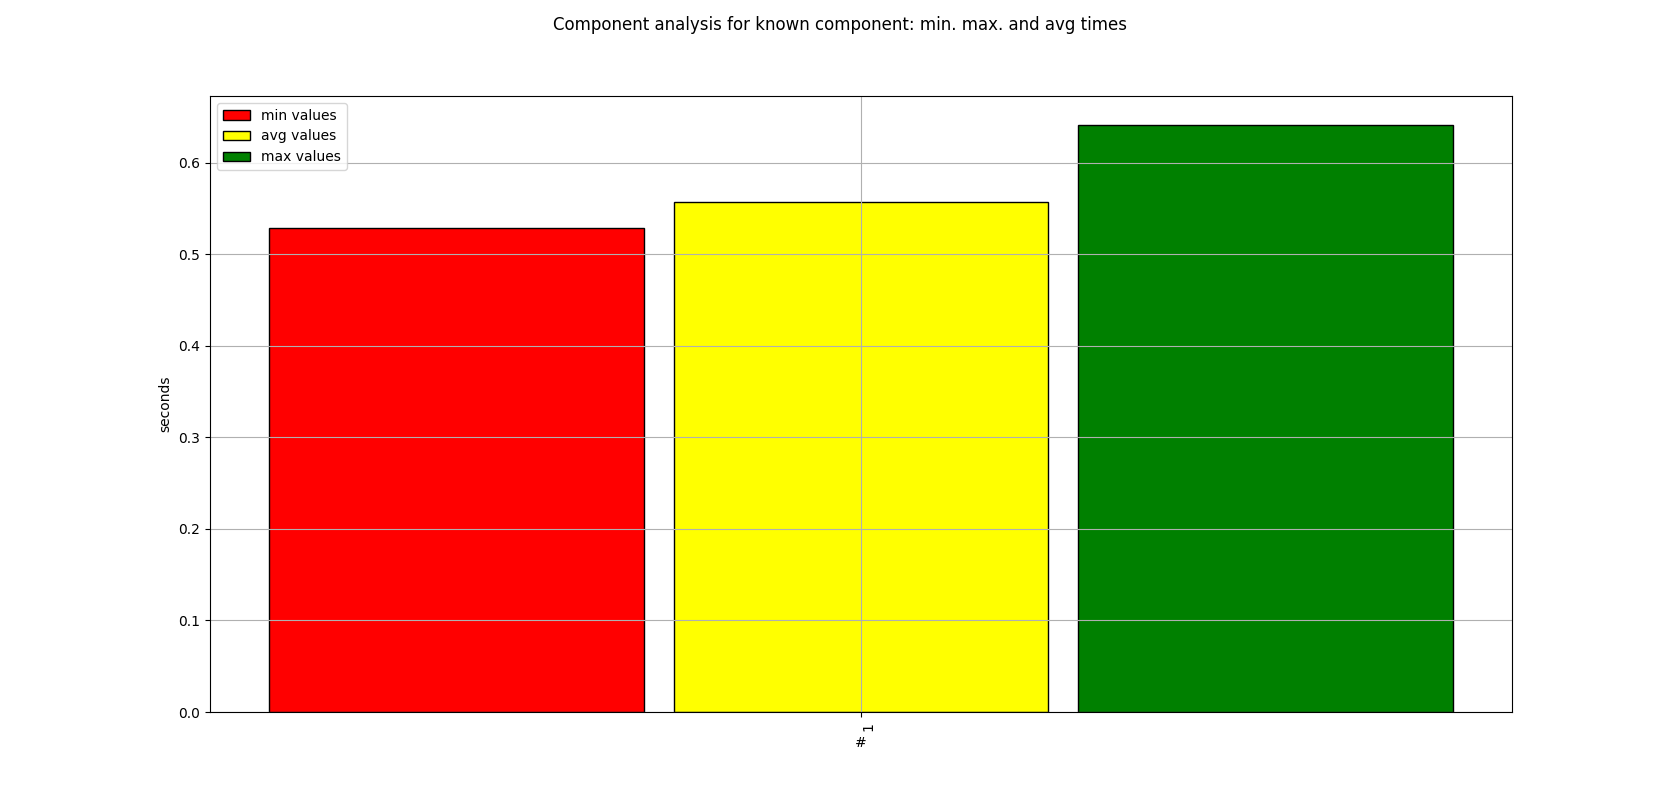 Component analysis for known component: min. max. and avg times
min values
avg values
max values
0.6
0.5
0.4
0.3
0.2
0.1
0.0
seconds
1
#